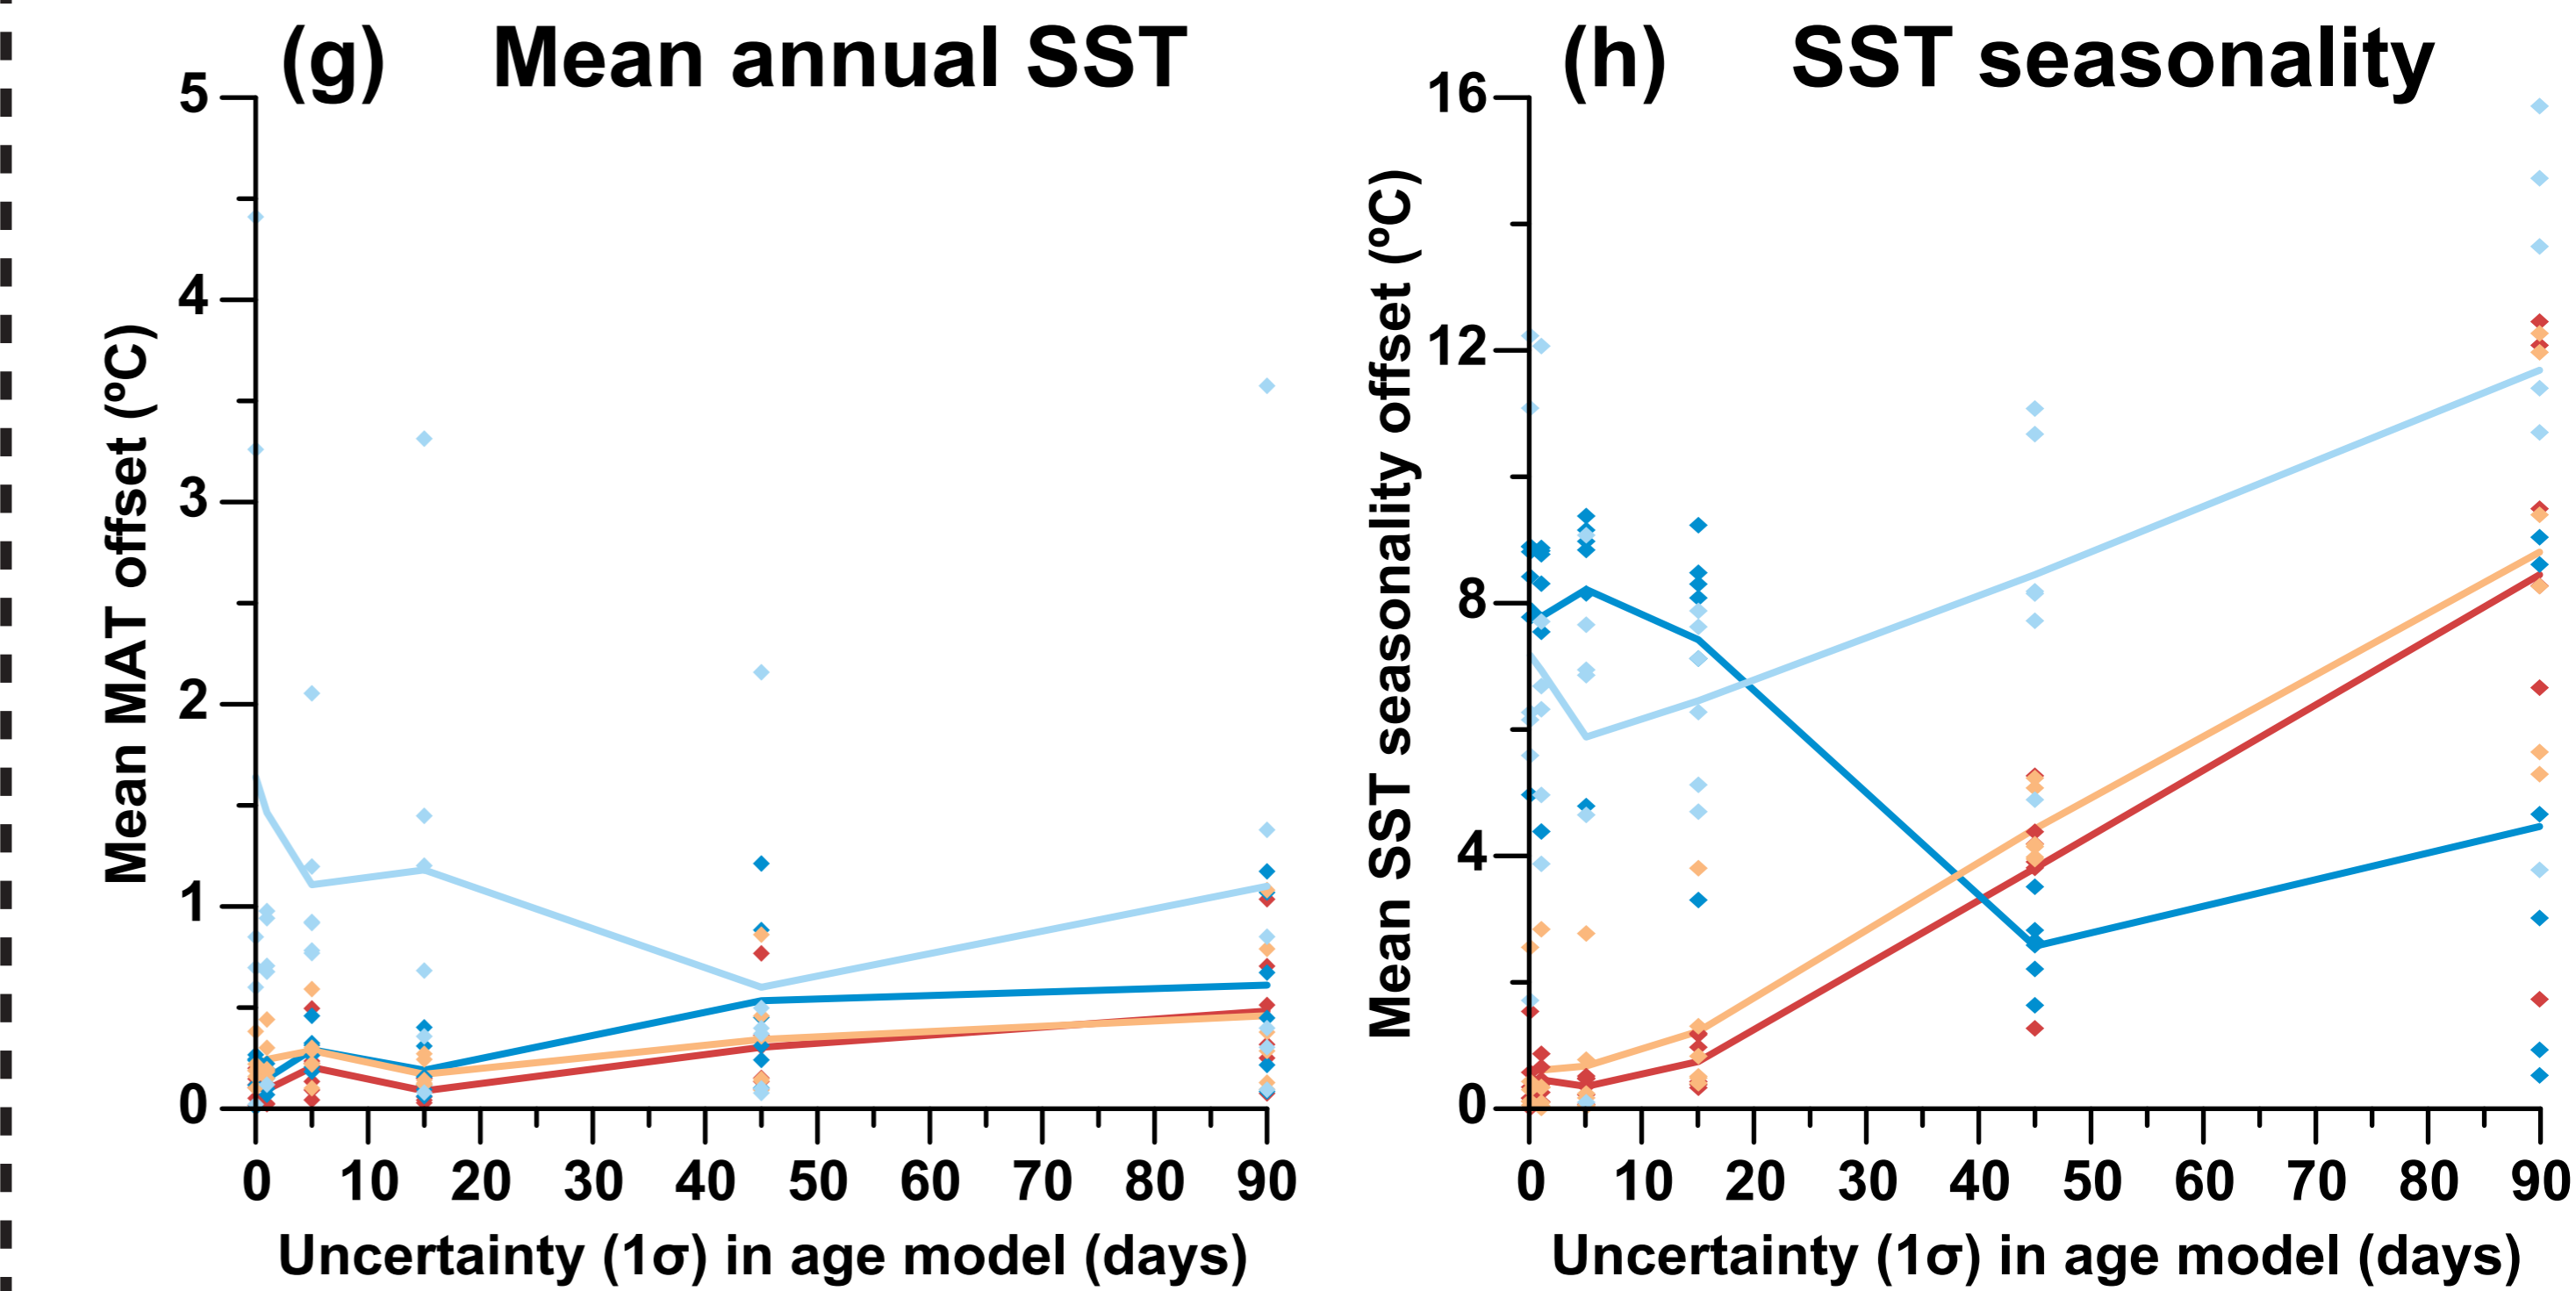 (g) Mean annual SST
5
4
3
2
1
0
Mean MAT offset (ºC)
0 10 20 30 40 50 60 70 80 90
Uncertainty (1σ) in age model (days)
(h) SST seasonality
16
12
8
4
0
Mean SST seasonality offset (ºC)
0 10 20 30 40 50 60 70 80 90
Uncertainty (1σ) in age model (days)